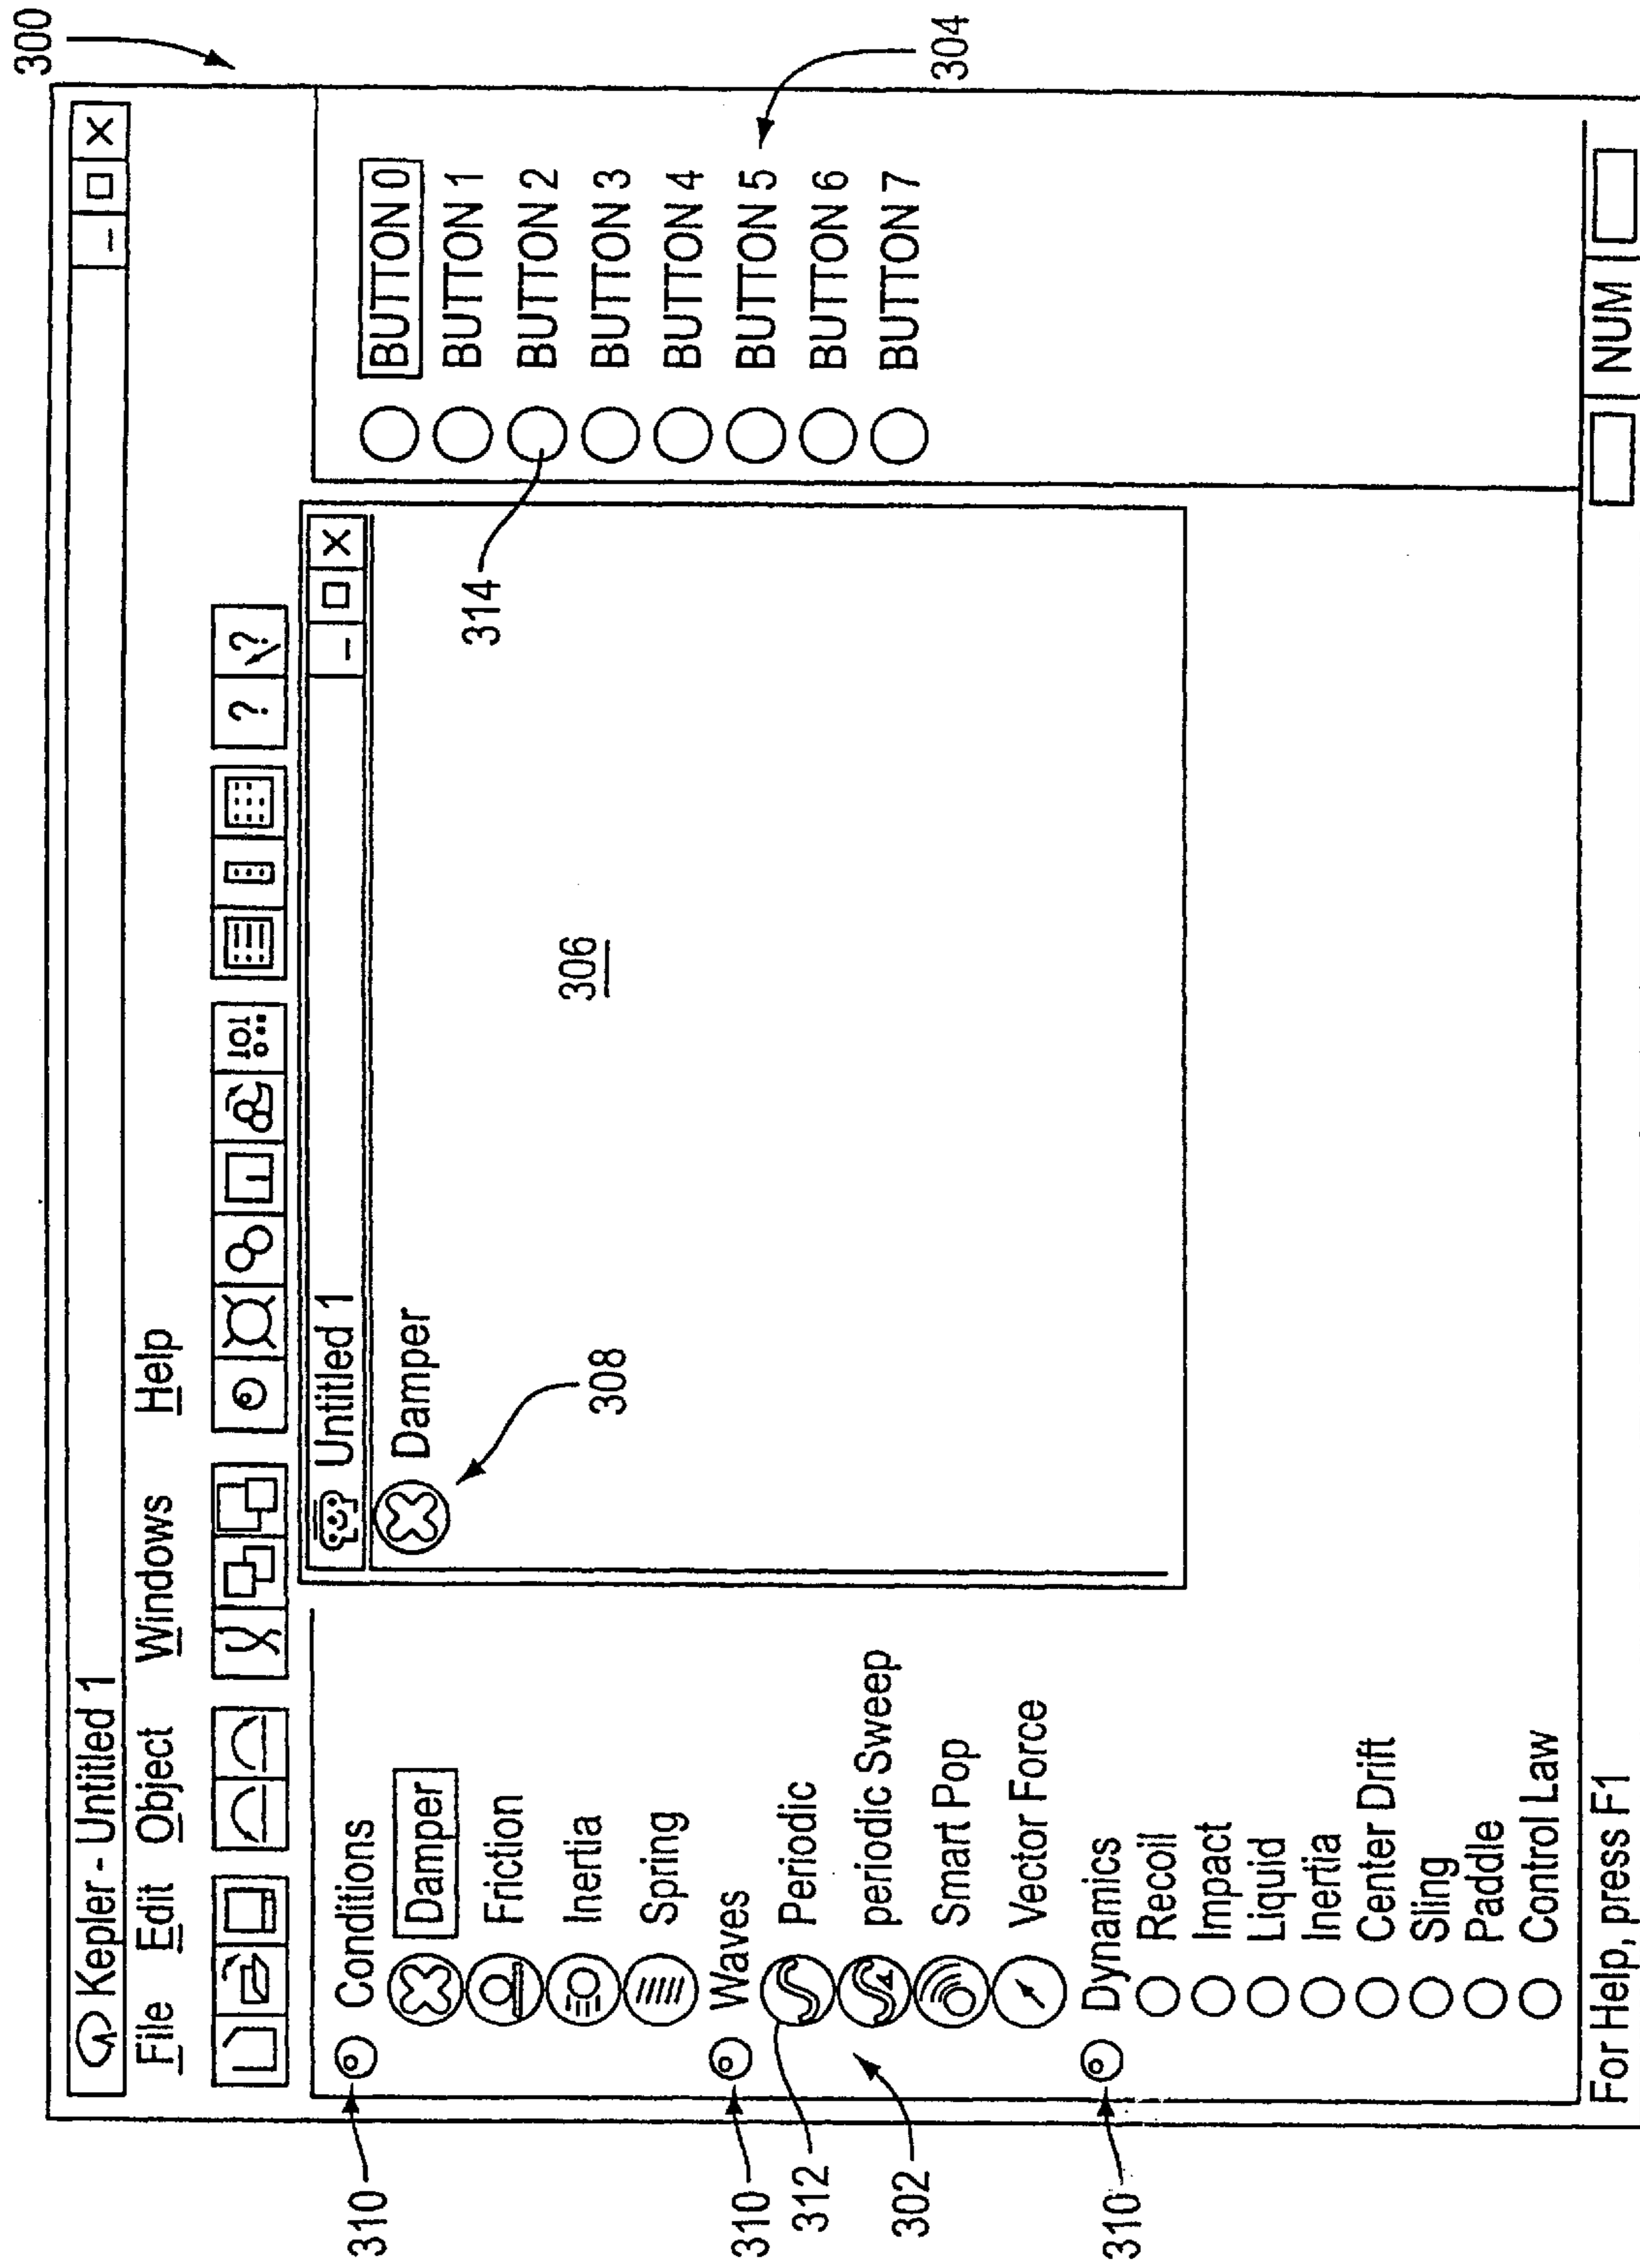 300
Kepler - Untitled 1
File Edit Object Windows Help
? ?
Conditions
Damper
Friction
Inertia
Spring
Waves
Periodic
periodic Sweep
Smart Pop
Vector Force
Dynamics
Recoil
Impact
Liquid
Inertia
Center Drift
Sling
Paddle
Control Law
310
310
312
302
310
Untitled 1
Damper
308
306
314
BUTTON 0
BUTTON 1
BUTTON 2
BUTTON 3
BUTTON 4
BUTTON 5
BUTTON 6
BUTTON 7
304
For Help, press F1
NUM